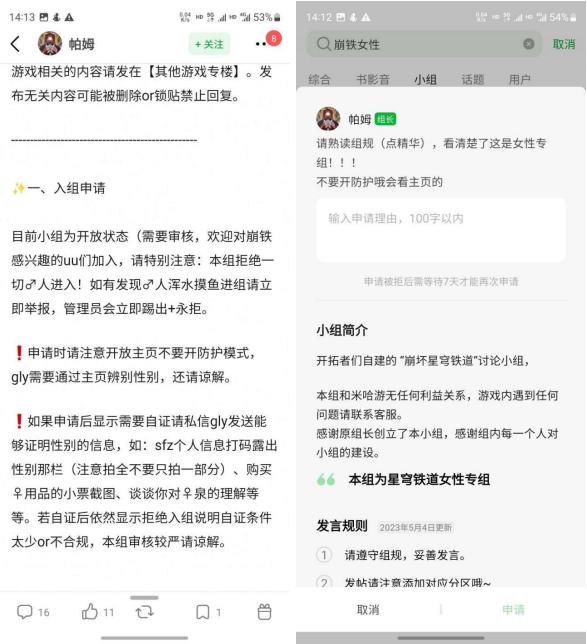 14:13
0.04 K/s HD 5G HD 4G 53%
帕姆
+ 关注
8
游戏相关的内容请发在【其他游戏专楼】。发
布无关内容可能被删除or锁贴禁止回复。
---------------------------------------------
✨一、入组申请
目前小组为开放状态（需要审核，欢迎对崩铁
感兴趣的uu们加入，请特别注意：本组拒绝一
切♂人进入！如有发现♂人浑水摸鱼进组请立
即举报，管理员会立即踢出+永拒。
❗申请时请注意开放主页不要开防护模式，
gly需要通过主页辨别性别，还请谅解。
❗如果申请后显示需要自证请私信gly发送能
够证明性别的信息，如：sfz个人信息打码露出
性别那栏（注意拍全不要只拍一部分）、购买
♀用品的小票截图、谈谈你对♀泉的理解等
等。若自证后依然显示拒绝入组说明自证条件
太少or不合规，本组审核较严请谅解。
16
11
1
14:12
HD 5G HD 4G 54%
崩铁女性
取消
综合 书影音 小组 话题 用户
帕姆 组长
请熟读组规（点精华），看清楚了这是女性专
组！！！
不要开防护哦会看主页的
输入申请理由，100字以内
申请被拒后需等待7天才能再次申请
小组简介
开拓者们自建的 “崩坏星穹铁道”讨论小组，
本组和米哈游无任何利益关系，游戏内遇到任何
问题请联系客服。
感谢原组长创立了本小组，感谢组内每一个人对
小组的建设。
本组为星穹铁道女性专组
发言规则 2023年5月4日更新
1 请遵守组规，妥善发言。
2 发帖请注意添加对应分区哦~
取消
申请